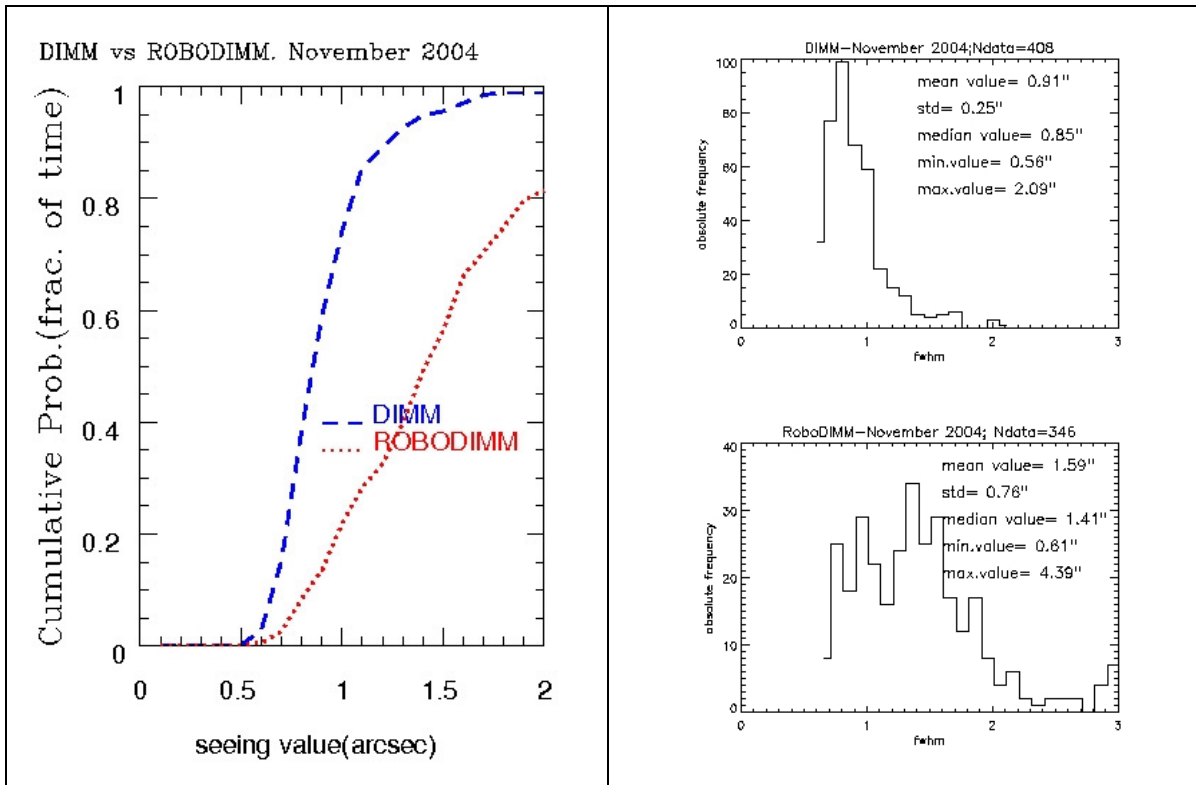 DIMM vs ROBODIMM. November 2004
Cumulative Prob.(frac. of time)
1
0.8
0.6
0.4
0.2
0
DIMM
ROBODIMM
0 0.5 1 1.5 2
seeing value(arcsec)
DIMM-November 2004;Ndata=408
absolute frequency
100
80
60
40
20
0
mean value= 0.91"
std= 0.25"
median value= 0.85"
min.value= 0.56"
max.value= 2.09"
0 1 2 3
fwhm
RoboDIMM-November 2004; Ndata=346
absolute frequency
40
30
20
10
0
mean value= 1.59"
std= 0.76"
median value= 1.41"
min.value= 0.61"
max.value= 4.39"
0 1 2 3
fwhm